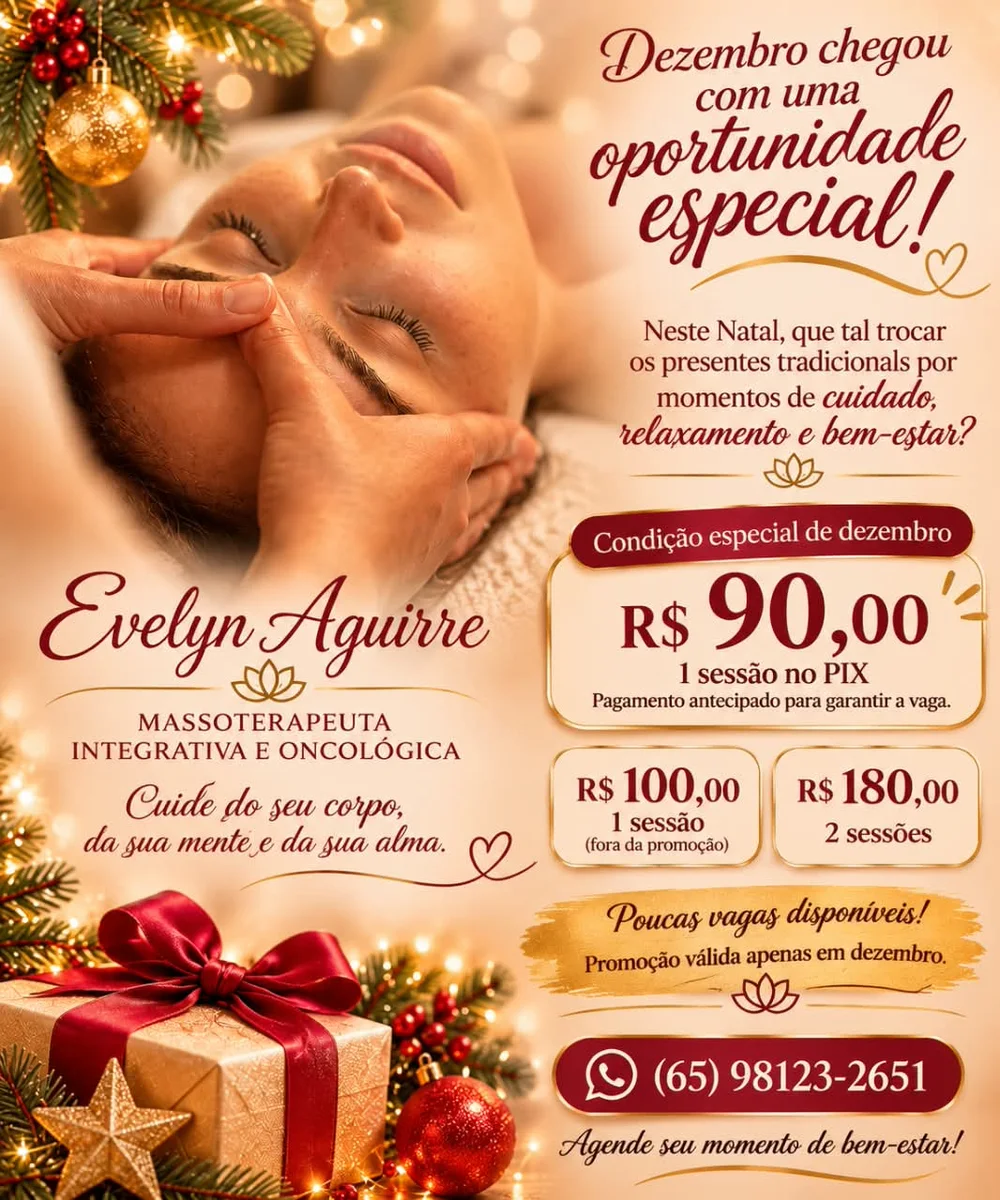 Dezembro chegou
com uma
oportunidade
especial!
Neste Natal, que tal trocar
os presentes tradicionals por
momentos de cuidado,
relaxamento e bem-estar?
Condição especial de dezembro
R$ 90,00
1 sessão no PIX
Pagamento antecipado para garantir a vaga.
R$ 100,00
1 sessão
(fora da promoção)
R$ 180,00
2 sessões
Poucas vagas disponíveis!
Promoção válida apenas em dezembro.
(65) 98123-2651
Agende seu momento de bem-estar!
Evelyn Aguirre
MASSOTERAPEUTA
INTEGRATIVA E ONCOLÓGICA
Cuide do seu corpo,
da sua mente e da sua alma.